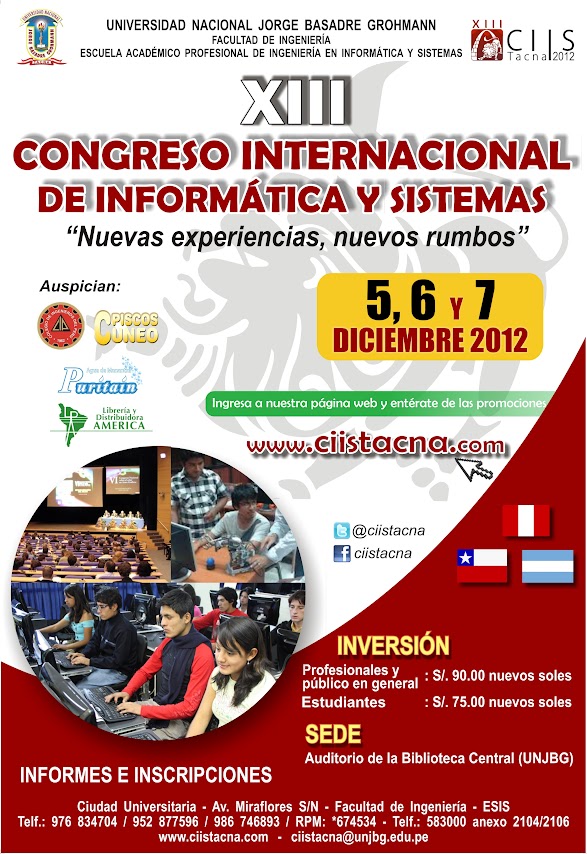 UNIVERSIDAD NACIONAL JORGE BASADRE GROHMANN
FACULTAD DE INGENIERÍA
ESCUELA ACADÉMICO PROFESIONAL DE INGENIERÍA EN INFORMÁTICA Y SISTEMAS
XIII
CIIS
Tacna 2012
XIII
CONGRESO INTERNACIONAL
DE INFORMÁTICA Y SISTEMAS
“Nuevas experiencias, nuevos rumbos”
Auspician:
PISCOS
CUNEO
Agua de Manantial
Puritain
Librería y
Distribuidora
AMERICA
5, 6 Y 7
DICIEMBRE 2012
Ingresa a nuestra página web y entérate de las promociones
www.ciistacna.com
@ciistacna
ciistacna
INVERSIÓN
Profesionales y
público en general : S/. 90.00 nuevos soles
Estudiantes : S/. 75.00 nuevos soles
SEDE
Auditorio de la Biblioteca Central (UNJBG)
INFORMES E INSCRIPCIONES
Ciudad Universitaria - Av. Miraflores S/N - Facultad de Ingeniería - ESIS
Telf.: 976 834704 / 952 877596 / 986 746893 / RPM: *674534 - Telf.: 583000 anexo 2104/2106
www.ciistacna.com - ciistacna@unjbg.edu.pe